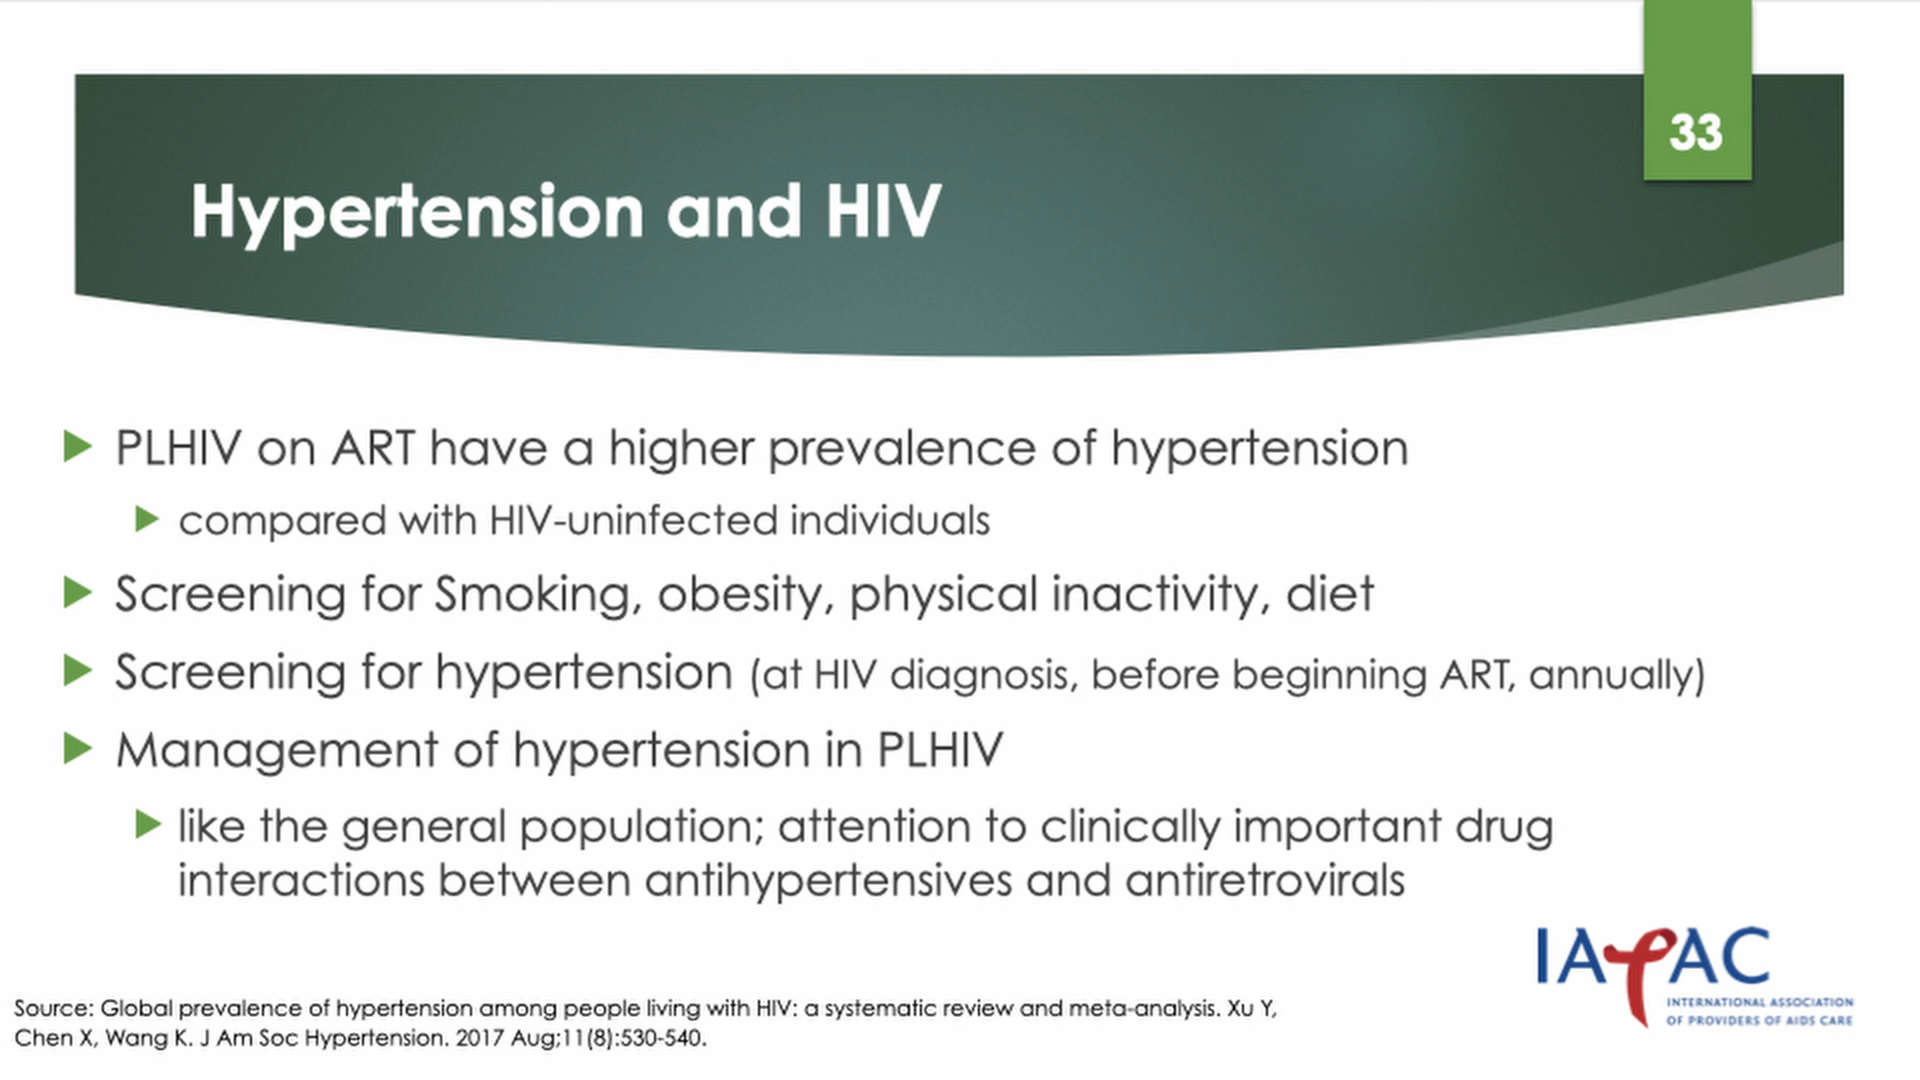 33
Hypertension and HIV
PLHIV on ART have a higher prevalence of hypertension
compared with HIV-uninfected individuals
Screening for Smoking, obesity, physical inactivity, diet
Screening for hypertension (at HIV diagnosis, before beginning ART, annually)
Management of hypertension in PLHIV
like the general population; attention to clinically important drug
interactions between antihypertensives and antiretrovirals
IAPAC
INTERNATIONAL ASSOCIATION
OF PROVIDERS OF AIDS CARE
Source: Global prevalence of hypertension among people living with HIV: a systematic review and meta-analysis. Xu Y,
Chen X, Wang K. J Am Soc Hypertension. 2017 Aug;11(8):530-540.